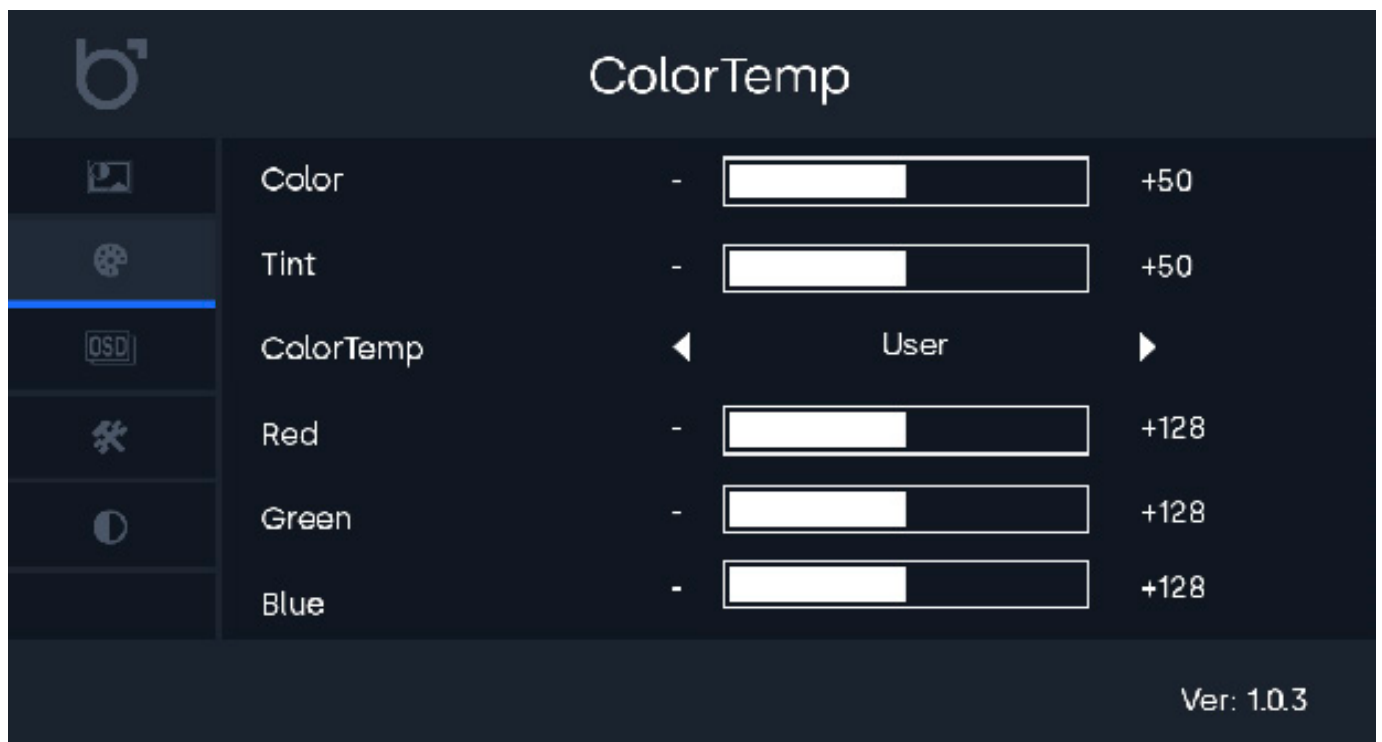 b
ColorTemp
Color - +50
Tint - +50
OSD
ColorTemp User
Red - +128
Green - +128
Blue - +128
Ver: 1.0.3